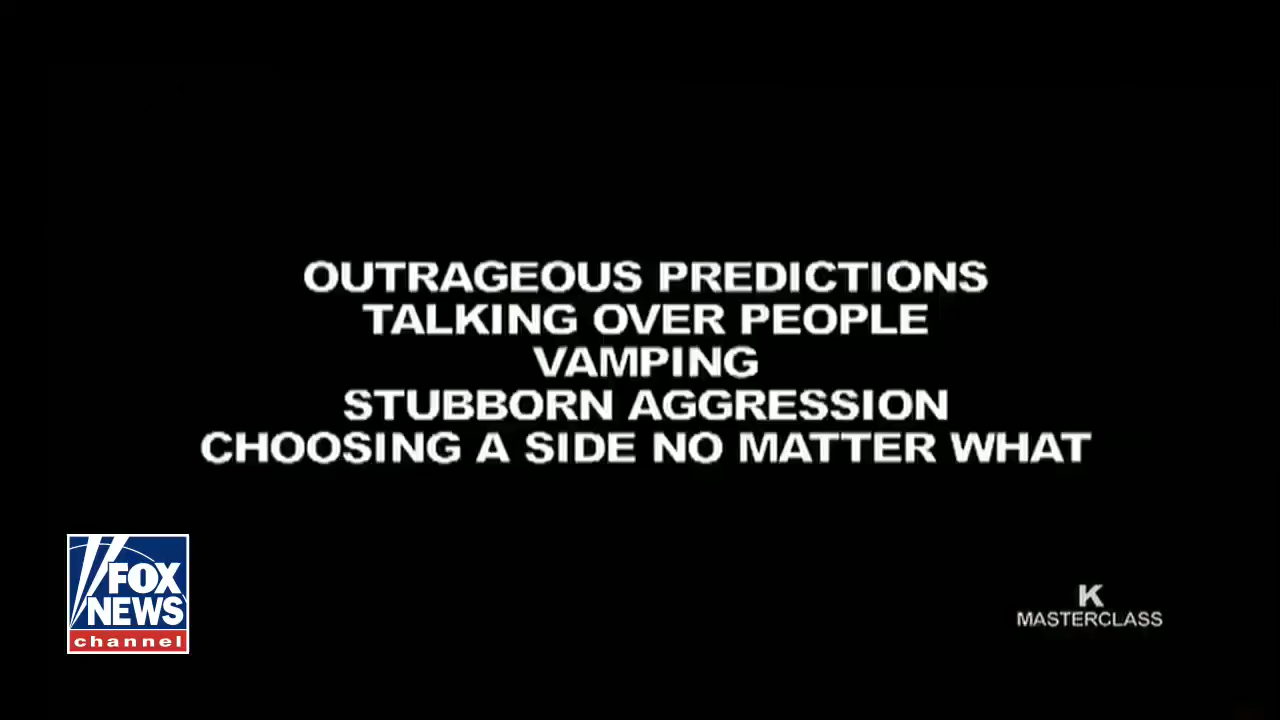 OUTRAGEOUS PREDICTIONS
TALKING OVER PEOPLE
VAMPING
STUBBORN AGGRESSION
CHOOSING A SIDE NO MATTER WHAT
FOX
NEWS
channel
K
MASTERCLASS